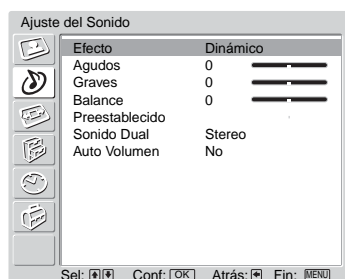 Ajuste del Sonido
Efecto Dinámico
Agudos 0
Graves 0
Balance 0
Preestablecido
Sonido Dual Stereo
Auto Volumen No
Sel: Conf: OK Atrás: Fin: MENU